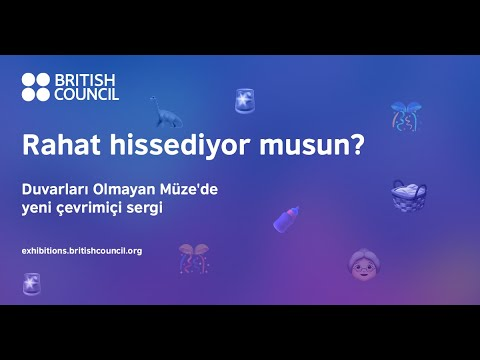 BRITISH
COUNCIL
Rahat hissediyor musun?
Duvarları Olmayan Müze'de
yeni çevrimiçi sergi
exhibitions.britishcouncil.org